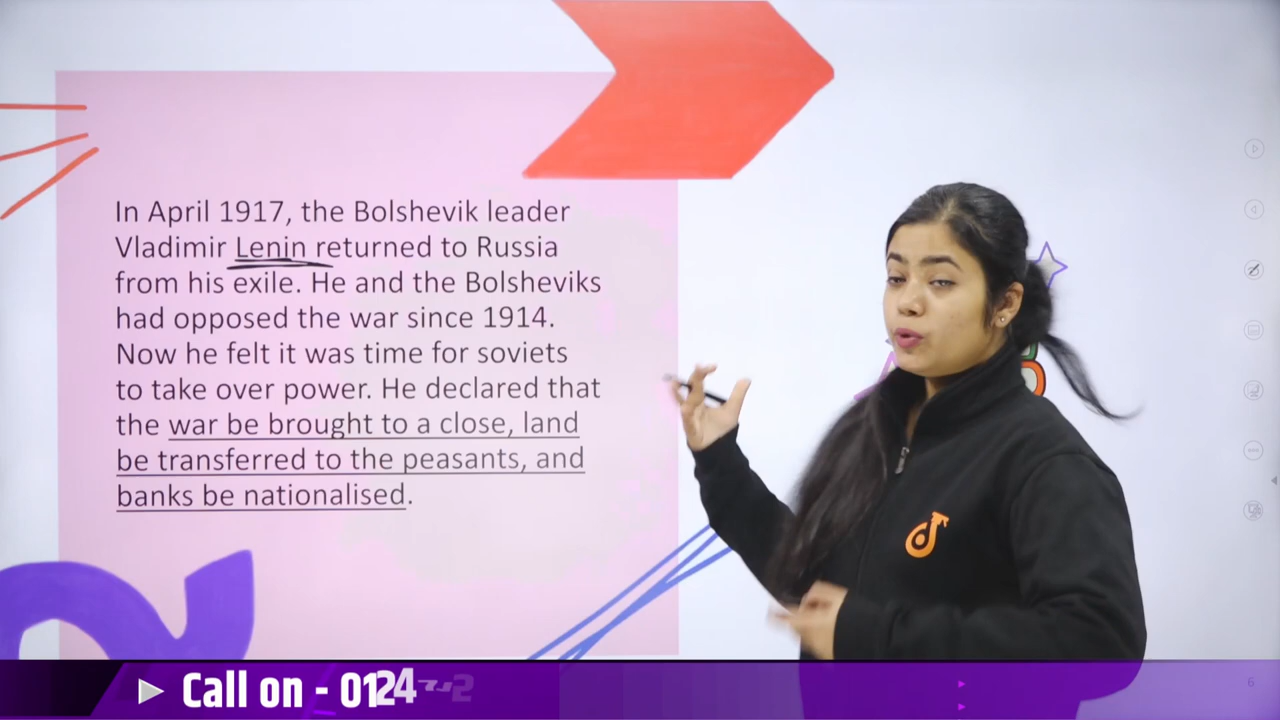 In April 1917, the Bolshevik leader
Vladimir Lenin returned to Russia
from his exile. He and the Bolsheviks
had opposed the war since 1914.
Now he felt it was time for soviets
to take over power. He declared that
the war be brought to a close, land
be transferred to the peasants, and
banks be nationalised.
Call on - 0124
6